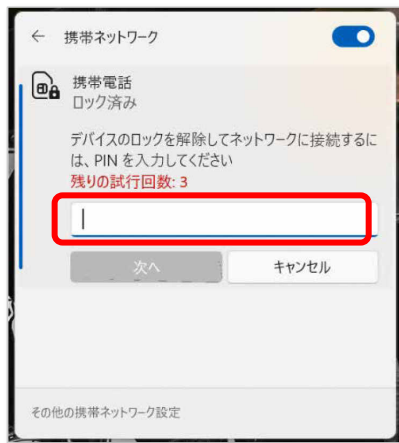 ← 携帯ネットワーク
携帯電話
ロック済み
デバイスのロックを解除してネットワークに接続するに
は、PIN を入力してください
残りの試行回数: 3
次へ
キャンセル
その他の携帯ネットワーク設定